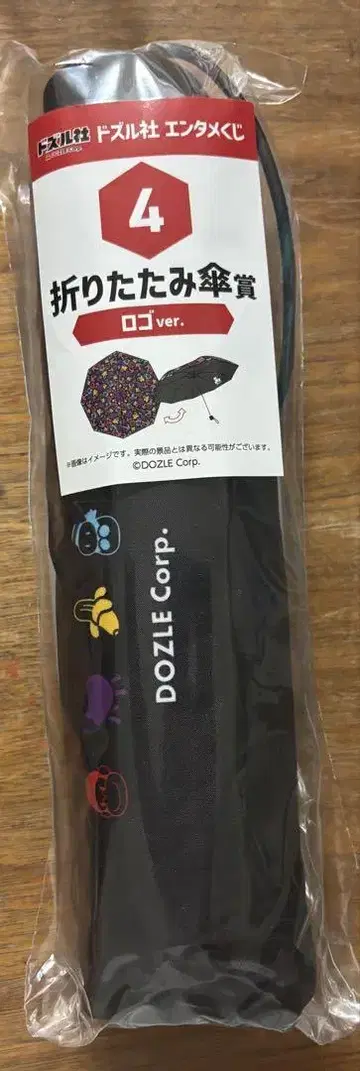 ドズル社
ドズル社 エンタメくじ
4
折りたたみ傘賞
ロゴver.
※画像はイメージです。実際の景品とは異なる可能性がございます。
©DOZLE Corp.
DOZLE Corp.